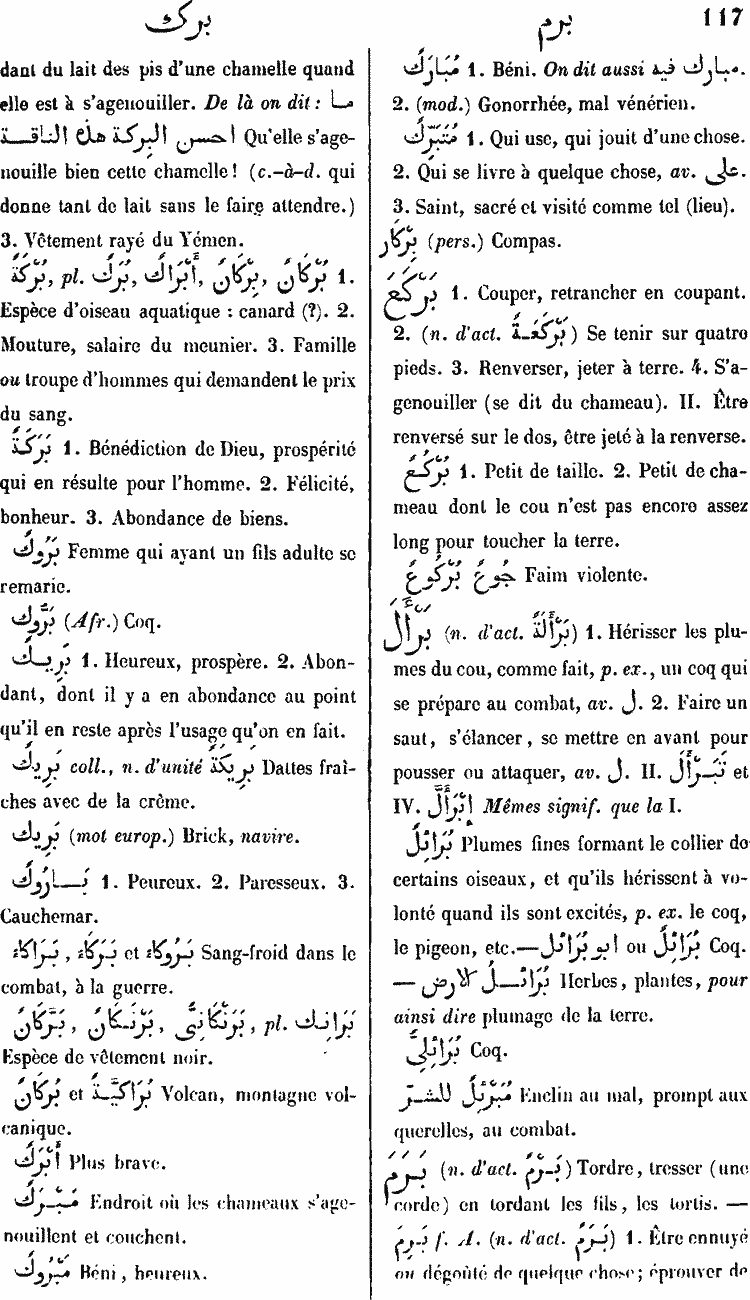 برك
برم
117
dant du lait des pis d'une chamelle quand
elle est à s'agenouiller. De là on dit : ما
احسن البركة هذه الناقة Qu'elle s'age-
nouille bien cette chamelle! (c.-à-d. qui
donne tant de lait sans le faire attendre.)
3. Vêtement rayé du Yémen.
بُرْكَةٌ, pl. بُرَكٌ, أَبْرَاكٌ, بِرْكَانٌ, بُرْكَانٌ 1.
Espèce d'oiseau aquatique : canard (?). 2.
Mouture, salaire du meunier. 3. Famille
ou troupe d'hommes qui demandent le prix
du sang.
بَرَكَةٌ 1. Bénédiction de Dieu, prospérité
qui en résulte pour l'homme. 2. Félicité,
bonheur. 3. Abondance de biens.
بَرُوكٌ Femme qui ayant un fils adulte se
remarie.
بَرُّوك (Afr.) Coq.
بَرِيكٌ 1. Heureux, prospère. 2. Abon-
dant, dont il y a en abondance au point
qu'il en reste après l'usage qu'on en fait.
بَرِيكٌ coll., n. d'unité بَرِيكَةٌ Dattes fraî-
ches avec de la crème.
بَرِيك (mot europ.) Brick, navire.
بَارُوكٌ 1. Peureux. 2. Paresseux. 3.
Cauchemar.
بَرَاكَاءُ, بَرْكَاءُ et بَرُوكَاءُ Sang-froid dans le
combat, à la guerre.
بَرَّكَانٌ, بَرْنَكَانٌ, بَرْنَكَانِىٌّ, pl. بَرَانِك
Espèce de vêtement noir.
بُرْكَانٌ et بُرْاكِيَّةٌ Volcan, montagne vol-
canique.
أَبْرَكُ Plus brave.
مَبْرَكٌ Endroit où les chameaux s'age-
nouillent et couchent.
مَبْرُوكٌ Béni, heureux.
مُبَارَكٌ 1. Béni. On dit aussi مبارك فيه.
2. (mod.) Gonorrhée, mal vénérien.
مُتَبَرِّكٌ 1. Qui use, qui jouit d'une chose.
2. Qui se livre à quelque chose, av. على.
3. Saint, sacré et visité comme tel (lieu).
بِرْكَار (pers.) Compas.
بَرْكَعَ 1. Couper, retrancher en coupant.
2. (n. d'act. بَرْكَعَةٌ) Se tenir sur quatre
pieds. 3. Renverser, jeter à terre. 4. S'a-
genouiller (se dit du chameau). II. Être
renversé sur le dos, être jeté à la renverse.
بُرْكُعٌ 1. Petit de taille. 2. Petit de cha-
meau dont le cou n'est pas encore assez
long pour toucher la terre.
جُوعٌ بُرْكُوعٌ Faim violente.
بَرْأَلَ (n. d'act. بَرْأَلَةٌ) 1. Hérisser les plu-
mes du cou, comme fait, p. ex., un coq qui
se prépare au combat, av. ل. 2. Faire un
saut, s'élancer, se mettre en avant pour
pousser ou attaquer, av. ل. II. تَبَرْأَلَ et
IV. إِبْرَأَلَّ Mêmes signif. que la I.
بُرَائِلٌ Plumes fines formant le collier de
certains oiseaux, et qu'ils hérissent à vo-
lonté quand ils sont excités, p. ex. le coq,
le pigeon, etc.—ابو بُرَائِل ou بُرَائِلٌ Coq.
— بُرَائِلُ الارض Herbes, plantes, pour
ainsi dire plumage de la terre.
بُرَائِلِىٌّ Coq.
مُبَرْئِلٌ للشرّ Enclin au mal, prompt aux
querelles, au combat.
بَرَمَ (n. d'act. بَرْمٌ) Tordre, tresser (une
corde) en tordant les fils, les tortis. —
بَرِمَ f. A. (n. d'act. بَرَمٌ) 1. Être ennuyé
ou dégoûté de quelque chose; éprouver de